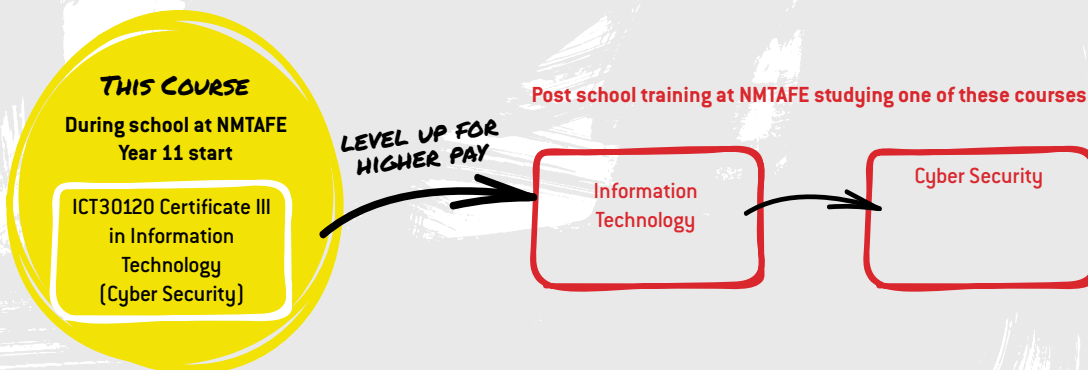 THIS COURSE
During school at NMTAFE
Year 11 start
ICT30120 Certificate III
in Information
Technology
(Cyber Security)
LEVEL UP FOR
HIGHER PAY
Post school training at NMTAFE studying one of these courses
Information
Technology
Cyber Security